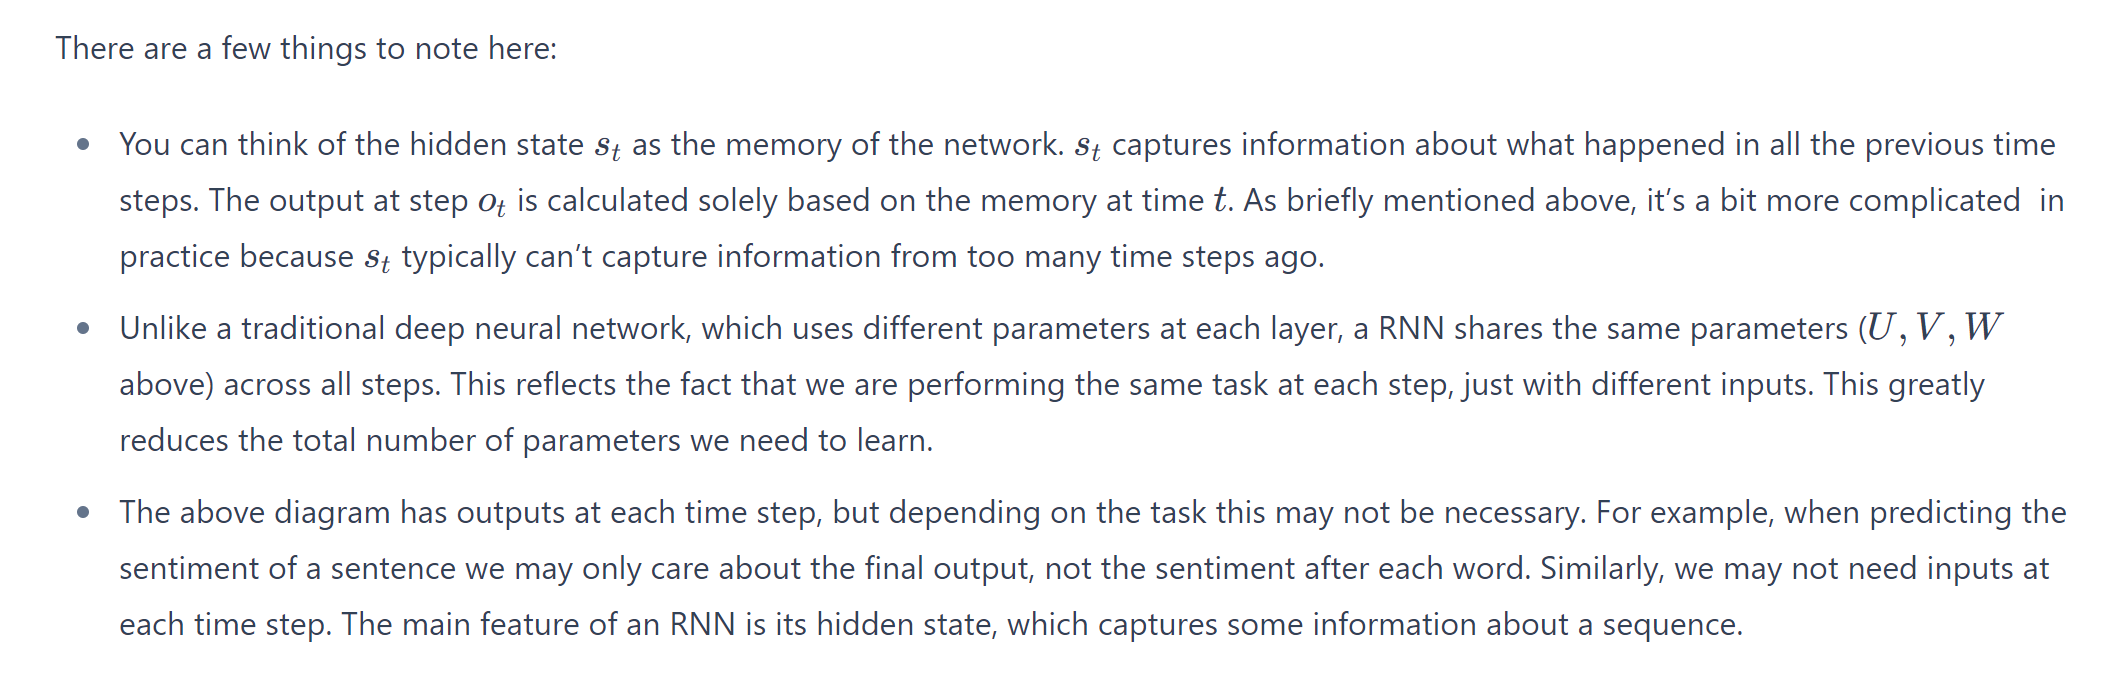 There are a few things to note here:
• You can think of the hidden state s_t as the memory of the network. s_t captures information about what happened in all the previous time
steps. The output at step o_t is calculated solely based on the memory at time t. As briefly mentioned above, it’s a bit more complicated  in
practice because s_t typically can’t capture information from too many time steps ago.
• Unlike a traditional deep neural network, which uses different parameters at each layer, a RNN shares the same parameters (U, V, W
above) across all steps. This reflects the fact that we are performing the same task at each step, just with different inputs. This greatly
reduces the total number of parameters we need to learn.
• The above diagram has outputs at each time step, but depending on the task this may not be necessary. For example, when predicting the
sentiment of a sentence we may only care about the final output, not the sentiment after each word. Similarly, we may not need inputs at
each time step. The main feature of an RNN is its hidden state, which captures some information about a sequence.